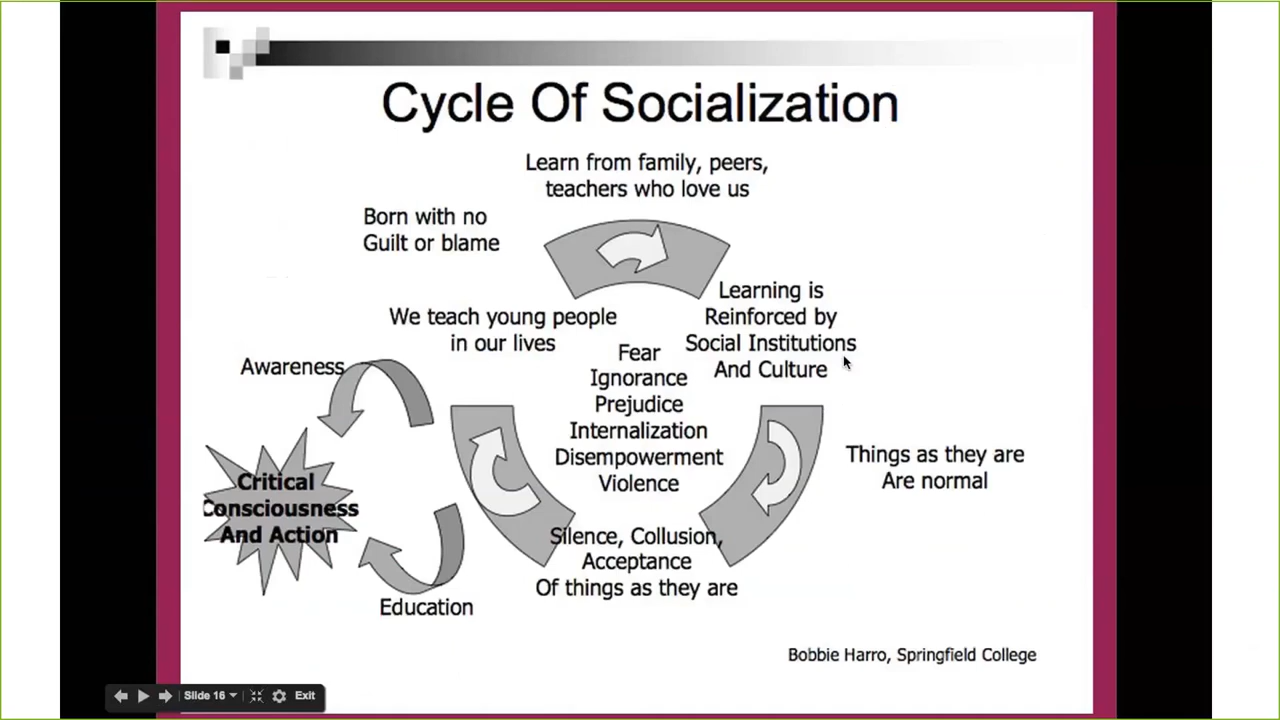 Cycle Of Socialization
Learn from family, peers,
teachers who love us
Born with no
Guilt or blame
Learning is
Reinforced by
Social Institutions
And Culture
We teach young people
in our lives
Fear
Ignorance
Prejudice
Internalization
Disempowerment
Violence
Awareness
Things as they are
Are normal
Critical
Consciousness
And Action
Silence, Collusion,
Acceptance
Of things as they are
Education
Bobbie Harro, Springfield College
Slide 16
Exit